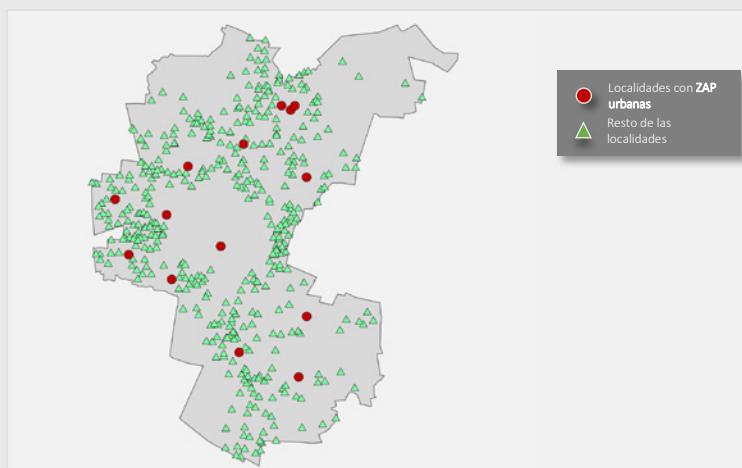 Localidades con ZAP
urbanas
Resto de las
localidades